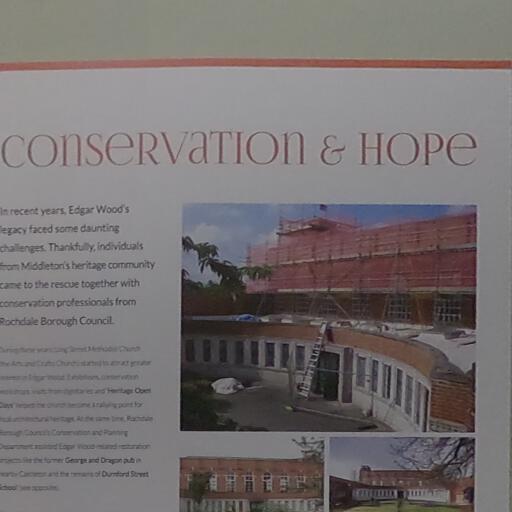 CONSERVATION & HOPE
In recent years, Edgar Wood's
legacy faced some daunting
challenges. Thankfully, individuals
from Middleton's heritage community
came to the rescue together with
conservation professionals from
Rochdale Borough Council.
During these years Long Street Methodist Church
(the Arts and Crafts Church) started to attract greater
interest in Edgar Wood. Exhibitions, conservation
workshops, visits from dignitaries and 'Heritage Open
Days' helped the church become a rallying point for
local architectural heritage. At the same time, Rochdale
Borough Council's Conservation and Planning
Department assisted Edgar Wood-related restoration
projects like the former George and Dragon pub in
nearby Castleton and the remains of Durnford Street
School (see opposite).